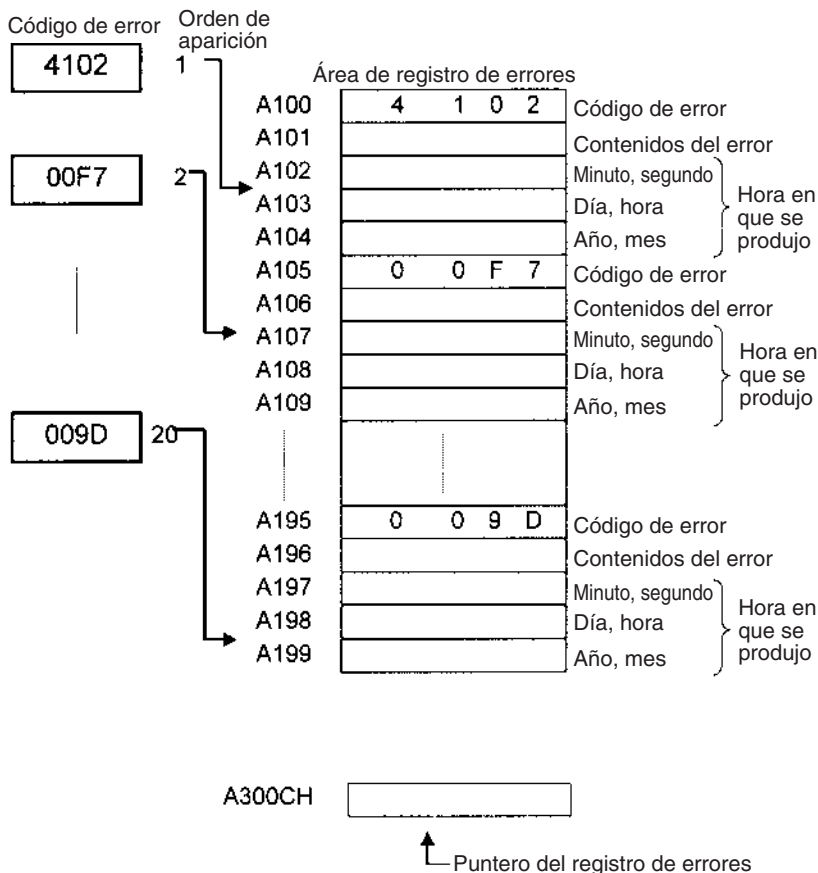 Código de error
Orden de
aparición
4102 1
Área de registro de errores
A100 4 1 0 2 Código de error
A101 Contenidos del error
00F7 2
A102 Minuto, segundo
A103 Día, hora
A104 Año, mes
Hora en
que se
produjo
A105 0 0 F 7 Código de error
A106 Contenidos del error
A107 Minuto, segundo
A108 Día, hora
A109 Año, mes
Hora en
que se
produjo
009D 20
A195 0 0 9 D Código de error
A196 Contenidos del error
A197 Minuto, segundo
A198 Día, hora
A199 Año, mes
Hora en
que se
produjo
A300CH
Puntero del registro de errores